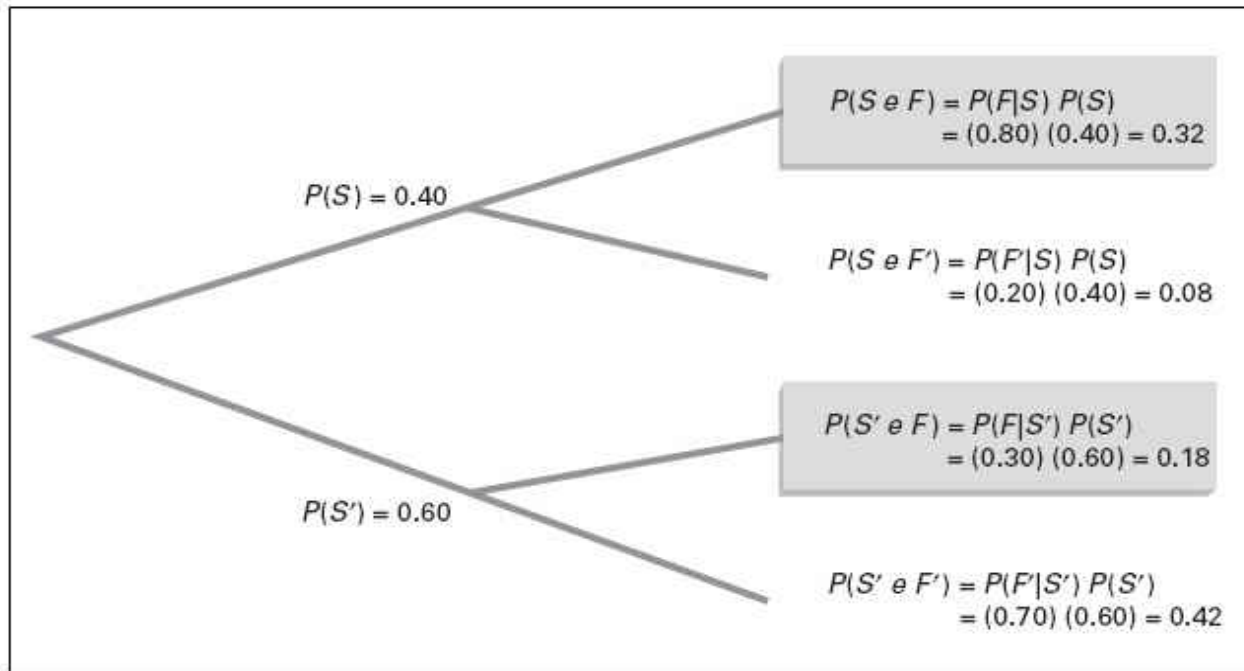 P(S e F) = P(F|S) P(S)
= (0.80) (0.40) = 0.32
P(S) = 0.40
P(S e F′) = P(F′|S) P(S)
= (0.20) (0.40) = 0.08
P(S′ e F) = P(F|S′) P(S′)
= (0.30) (0.60) = 0.18
P(S′) = 0.60
P(S′ e F′) = P(F′|S′) P(S′)
= (0.70) (0.60) = 0.42